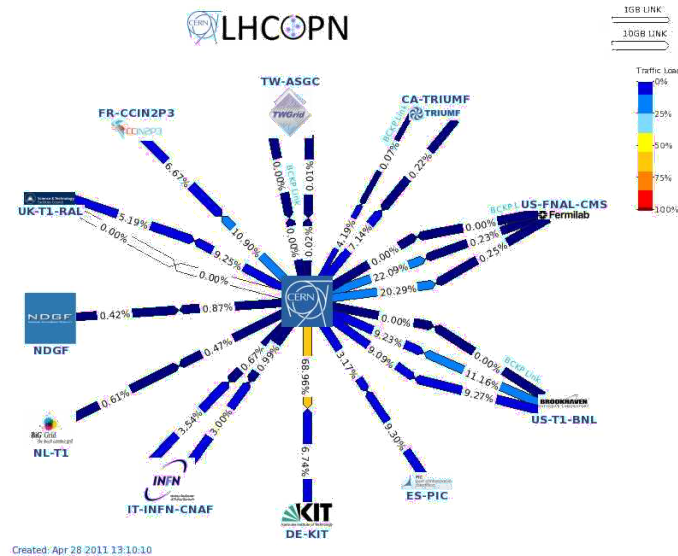 1GB LINK
CERN LHCOPN
10GB LINK
Traffic Load
0%
25%
50%
75%
100%
TW-ASGC
TWGrid
FR-CCIN2P3
CCIN2P3
CA-TRIUMF
TRIUMF
BCKP Link
0.07%
0.22%
4.19%
7.14%
BCKP Link
0.00%
0.01%
0.00%
0.02%
6.67%
10.90%
UK-T1-RAL
5.19%
9.25%
0.00%
0.00%
US-FNAL-CMS
Fermilab
BCKP L
0.00%
0.00%
0.23%
22.09%
0.25%
20.29%
CERN
NDGF
NDGF
0.42%
0.87%
0.00%
0.00%
BCKP Link
9.23%
11.16%
9.09%
9.27%
BROOKHAVEN
US-T1-BNL
0.47%
0.61%
BiG Grid
NL-T1
0.67%
0.99%
3.54%
3.00%
INFN
IT-INFN-CNAF
68.96%
6.74%
KIT
DE-KIT
3.17%
9.30%
ES-PIC
Created: Apr 28 2011 13:10:10